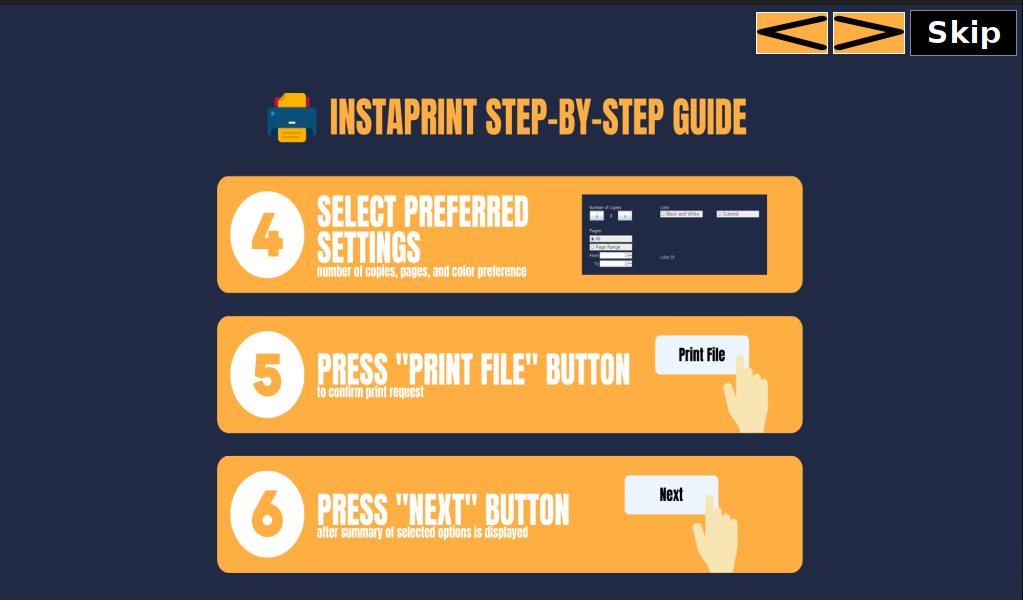 < > Skip
INSTAPRINT STEP-BY-STEP GUIDE
4
SELECT PREFERRED
SETTINGS
number of copies, pages, and color preference
Number of Copies
-
1
+
Pages:
All
Page Range
From
To
Color
Black and White
Colored
5
PRESS "PRINT FILE" BUTTON
to confirm print request
Print File
6
PRESS "NEXT" BUTTON
after summary of selected options is displayed
Next